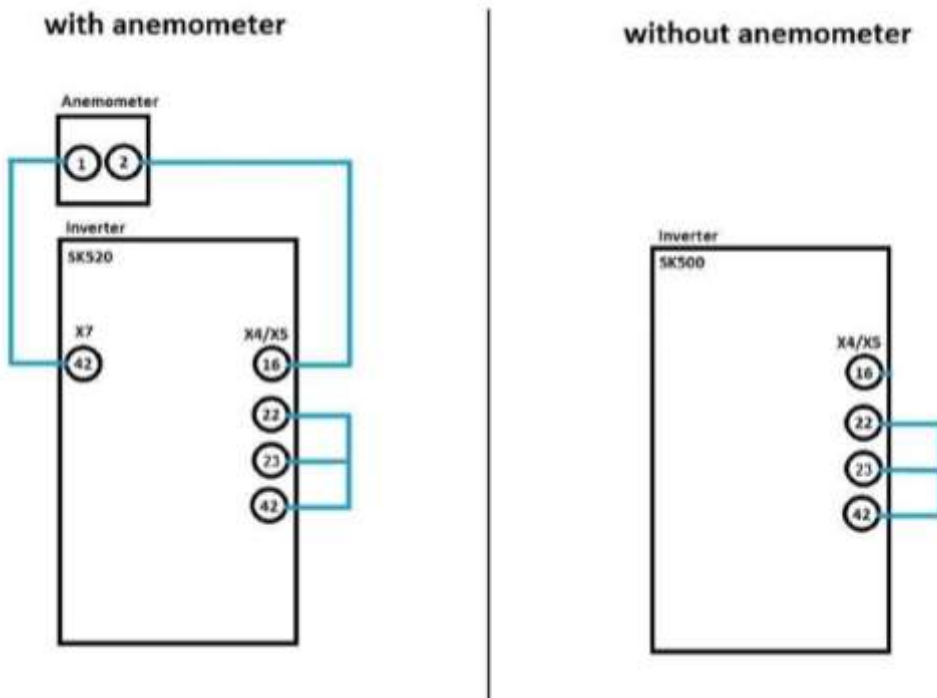 with anemometer
Anemometer
1 2
Inverter
SK520
X7 X4/X5
42 16
22
23
42
without anemometer
Inverter
SK500
X4/X5
16
22
23
42